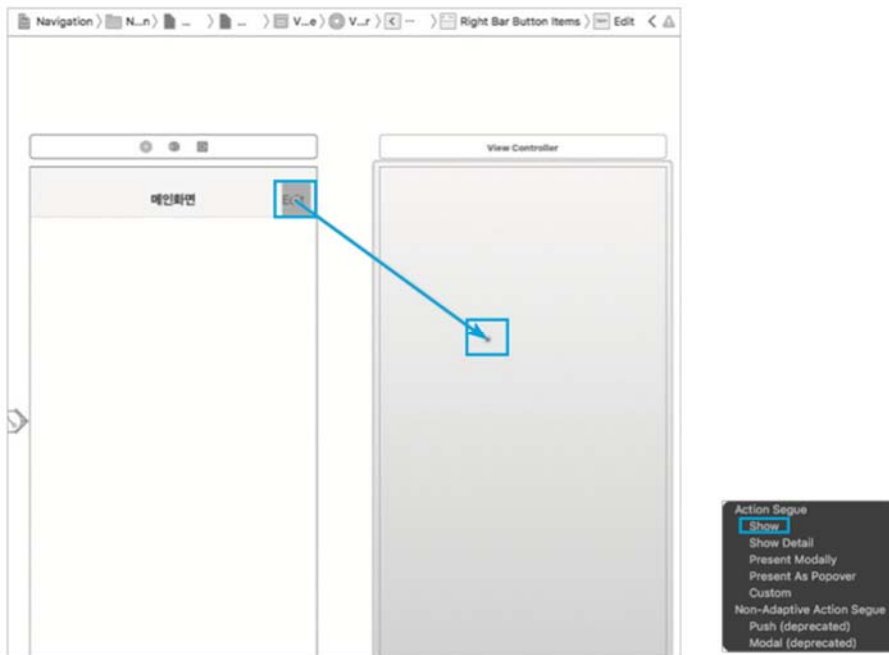 Navigation 〉 N...n 〉 ... 〉 ... 〉 V...e 〉 V...r 〉 < --- 〉 Right Bar Button Items 〉 Edit <
View Controller
메인화면
Action Segue
Show
Show Detail
Present Modally
Present As Popover
Custom
Non-Adaptive Action Segue
Push (deprecated)
Modal (deprecated)